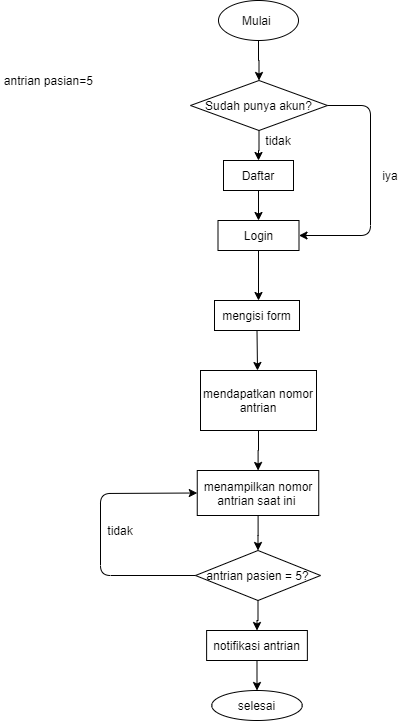 Mulai
antrian pasian=5
Sudah punya akun?
tidak
iya
Daftar
Login
mengisi form
mendapatkan nomor
antrian
menampilkan nomor
antrian saat ini
tidak
antrian pasien = 5?
notifikasi antrian
selesai